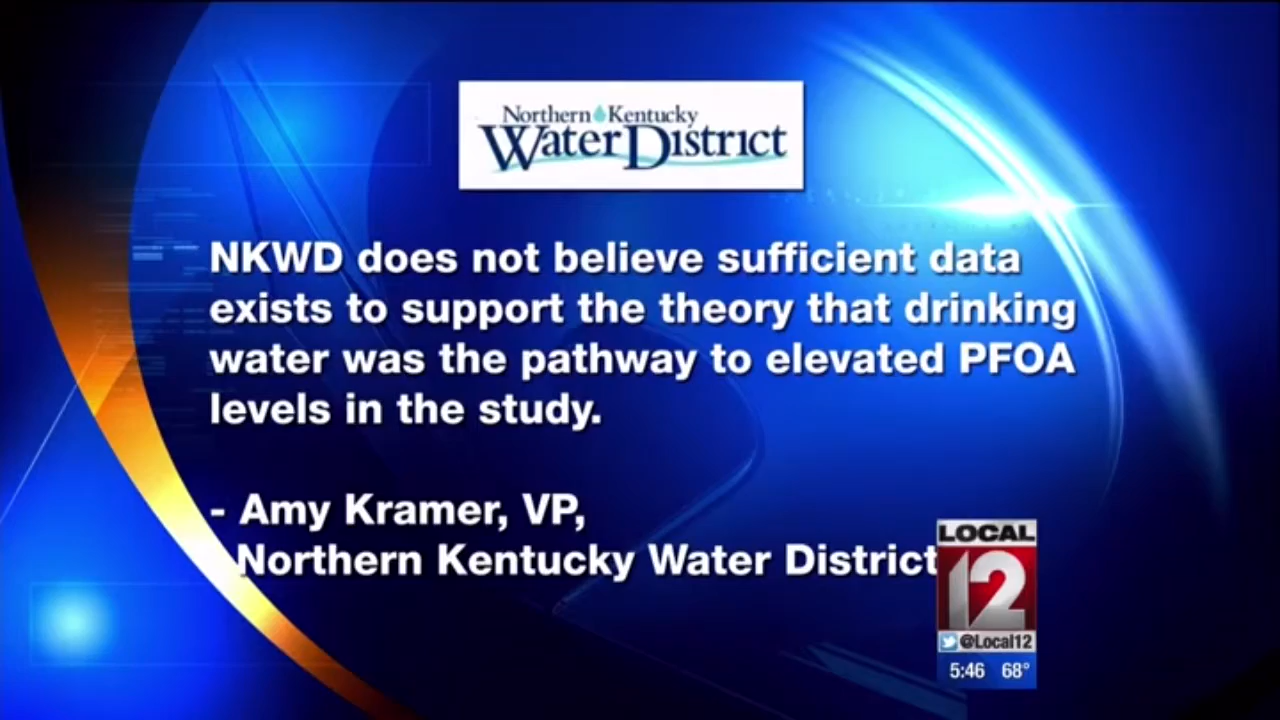 Northern Kentucky
Water District
NKWD does not believe sufficient data
exists to support the theory that drinking
water was the pathway to elevated PFOA
levels in the study.
- Amy Kramer, VP,
Northern Kentucky Water District
LOCAL
12
@Local12
5:46 68°